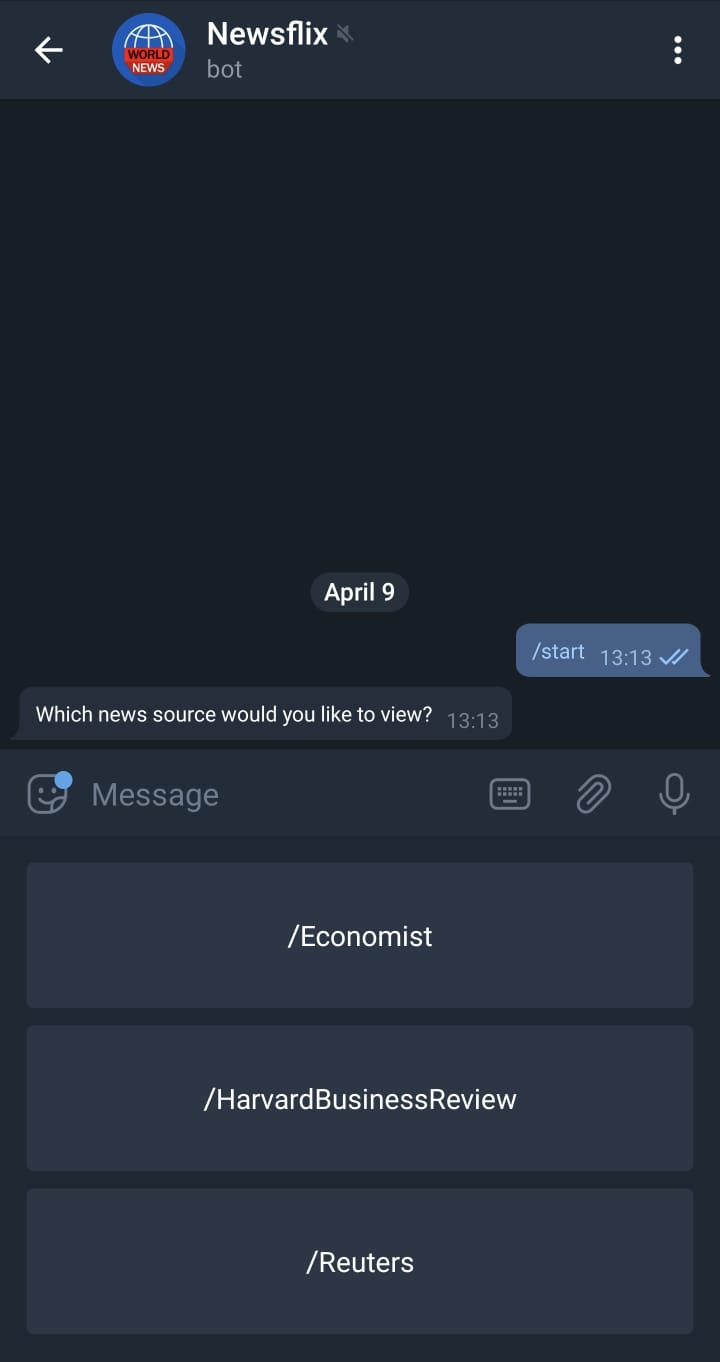 Newsflix
bot
WORLD
NEWS
April 9
/start 13:13
Which news source would you like to view? 13:13
Message
/Economist
/HarvardBusinessReview
/Reuters